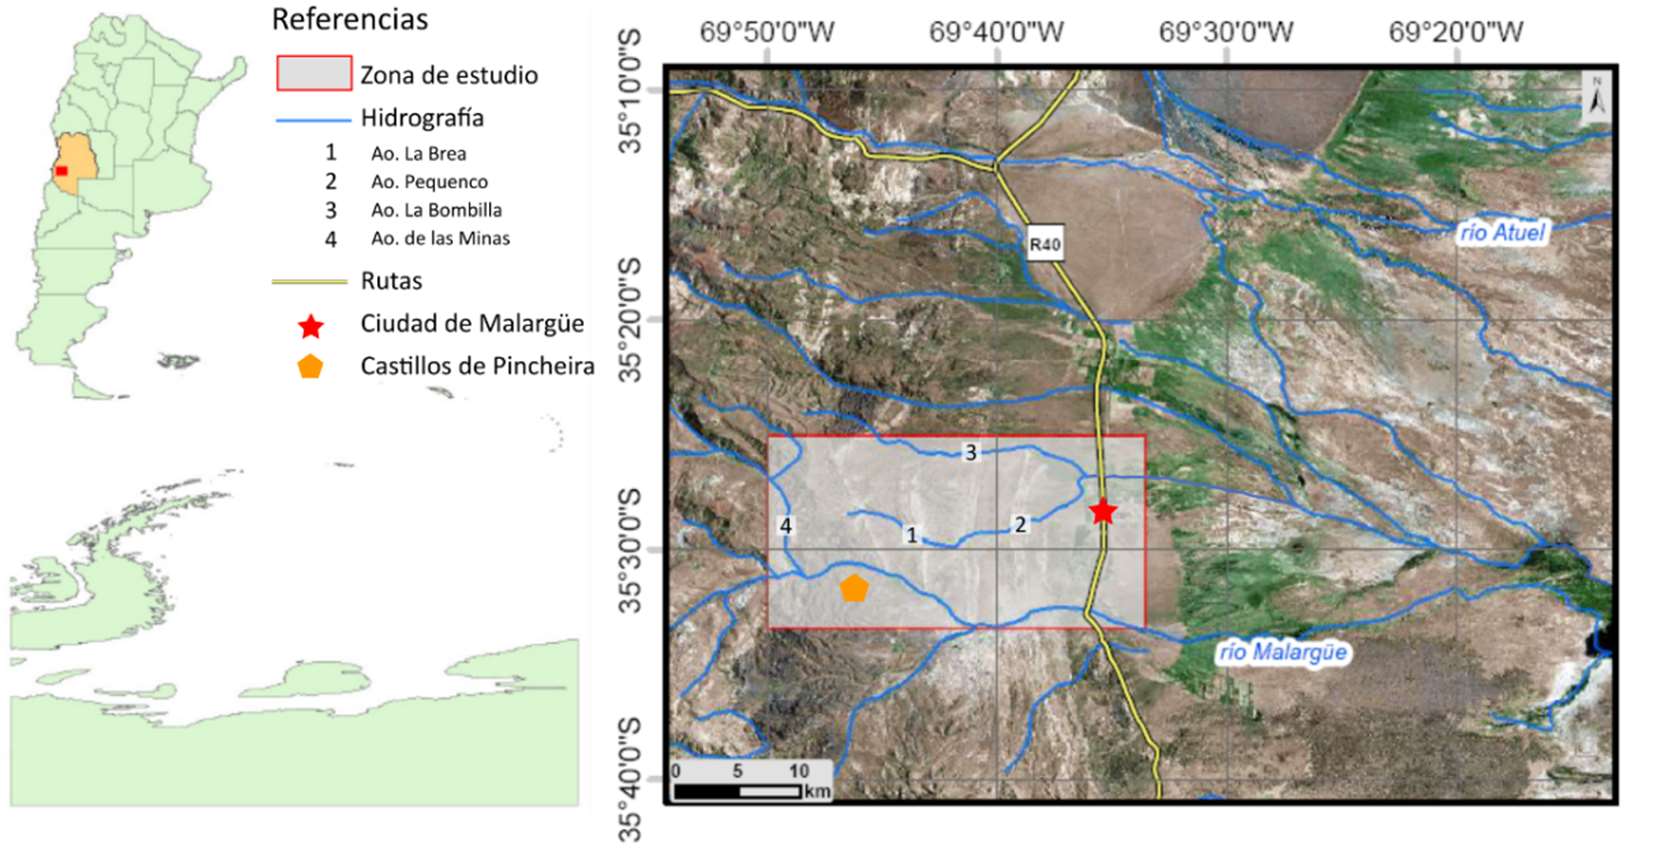 Referencias
Zona de estudio
Hidrografía
1 Ao. La Brea
2 Ao. Pequenco
3 Ao. La Bombilla
4 Ao. de las Minas
Rutas
Ciudad de Malargüe
Castillos de Pincheira
69°50'0"W 69°40'0"W 69°30'0"W 69°20'0"W
35°10'0"S
35°20'0"S
35°30'0"S
35°40'0"S
N
río Atuel
R40
3
4
1
2
río Malargüe
0 5 10
km